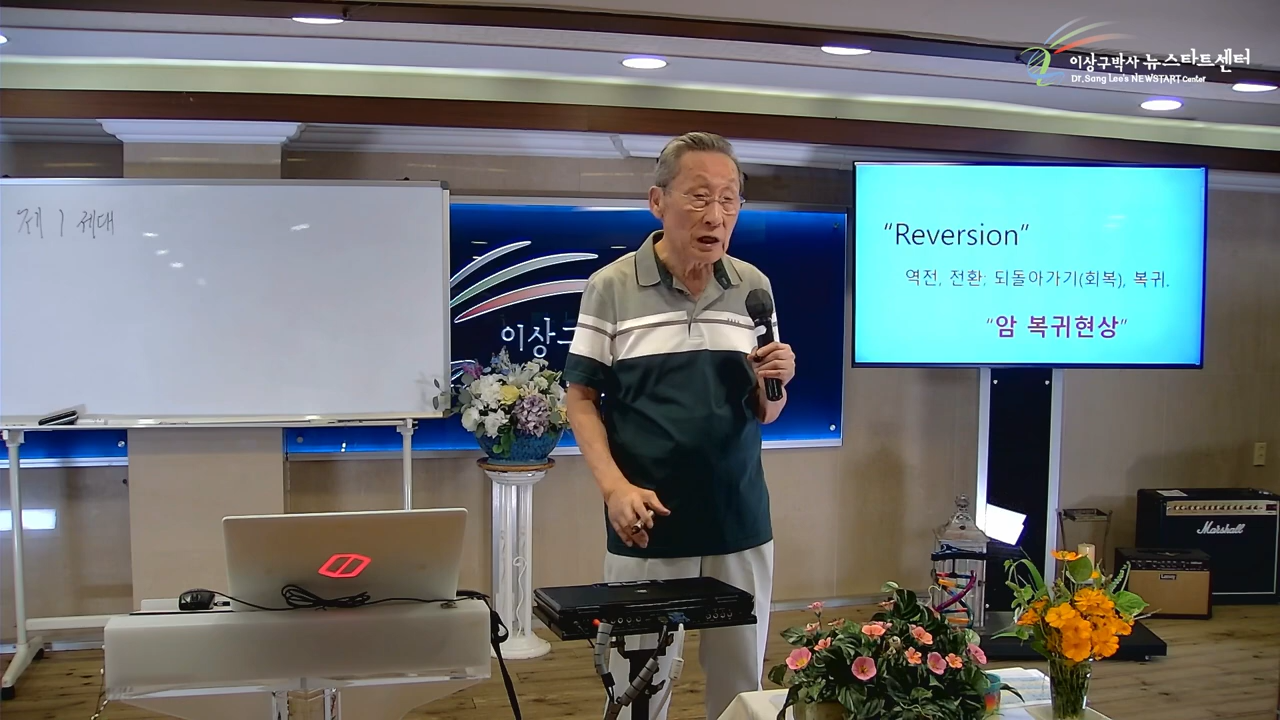 이상구박사 뉴스타트센터
Dr. Sang Lee's NEWSTART Center
제 1 세대
이상구
“Reversion”
역전, 전환; 되돌아가기(회복), 복귀.
“암 복귀현상”
Marshall
Laney